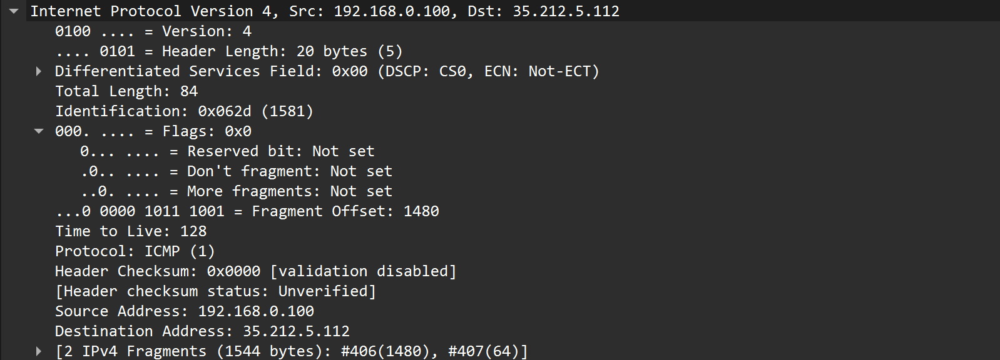 Internet Protocol Version 4, Src: 192.168.0.100, Dst: 35.212.5.112
0100 .... = Version: 4
.... 0101 = Header Length: 20 bytes (5)
Differentiated Services Field: 0x00 (DSCP: CS0, ECN: Not-ECT)
Total Length: 84
Identification: 0x062d (1581)
000. .... = Flags: 0x0
0... .... = Reserved bit: Not set
.0.. .... = Don't fragment: Not set
..0. .... = More fragments: Not set
...0 0000 1011 1001 = Fragment Offset: 1480
Time to Live: 128
Protocol: ICMP (1)
Header Checksum: 0x0000 [validation disabled]
[Header checksum status: Unverified]
Source Address: 192.168.0.100
Destination Address: 35.212.5.112
[2 IPv4 Fragments (1544 bytes): #406(1480), #407(64)]